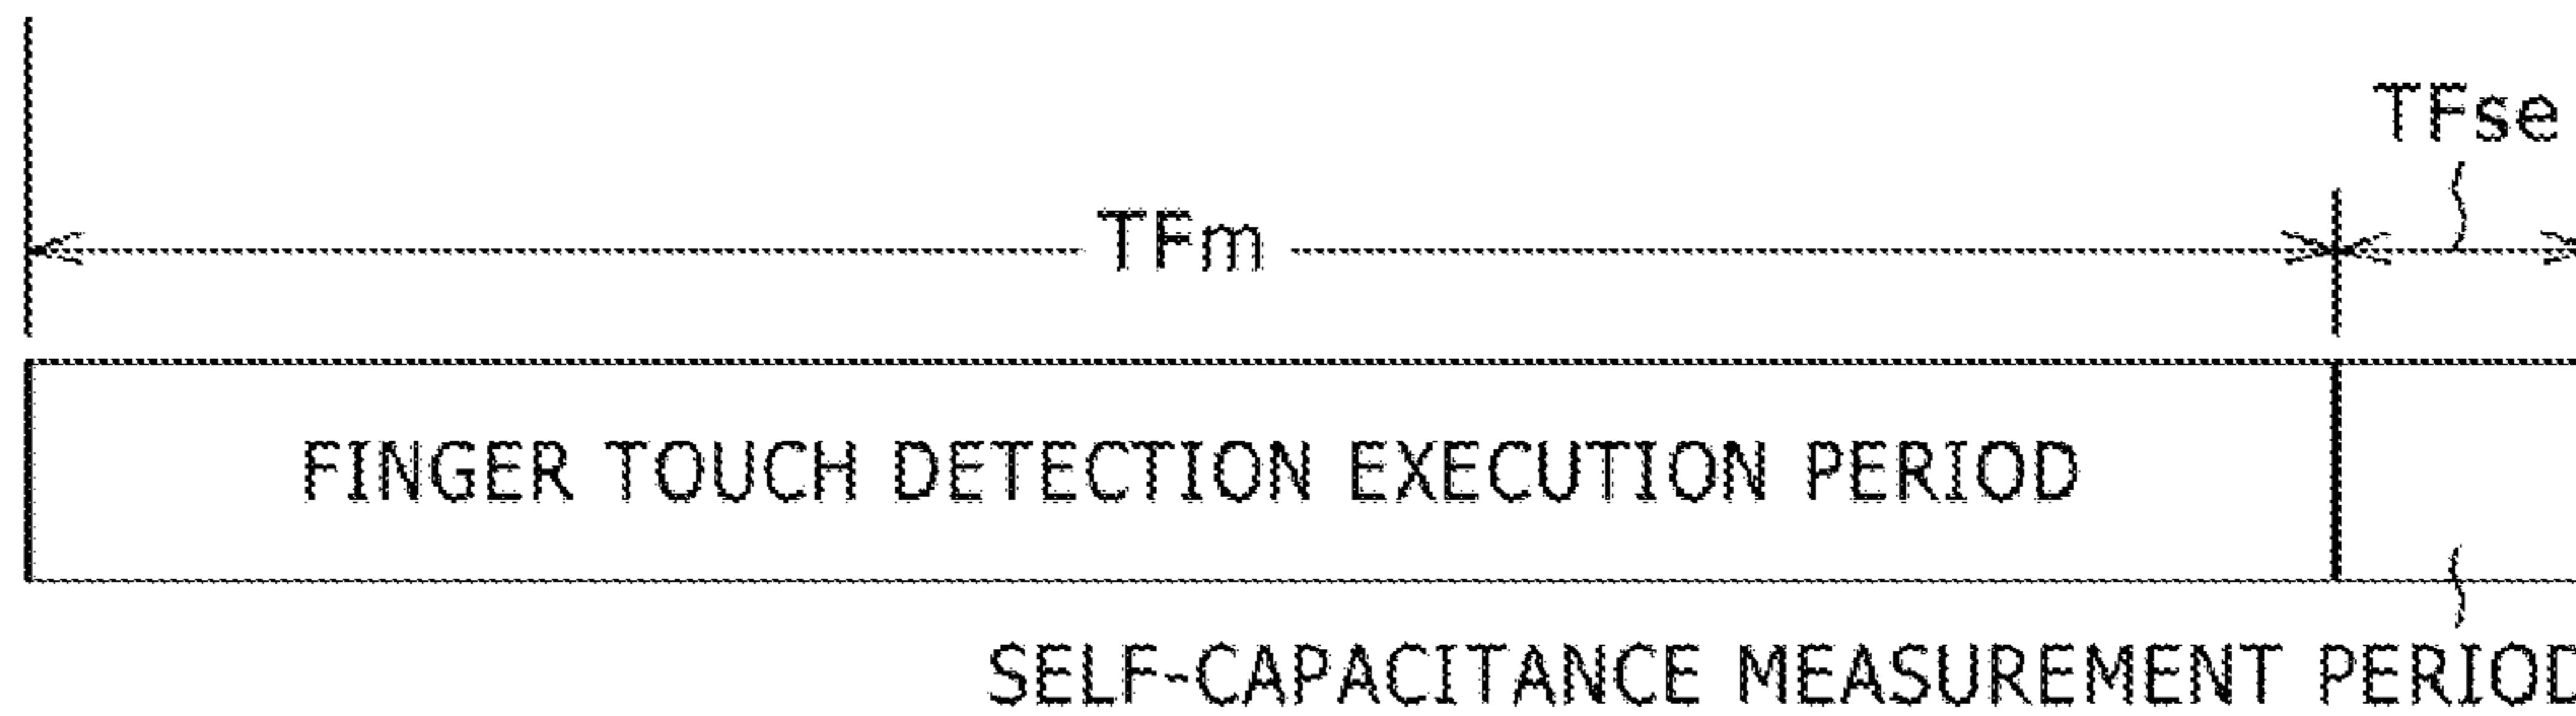 TFse
TFm
FINGER TOUCH DETECTION EXECUTION PERIOD
SELF-CAPACITANCE MEASUREMENT PERIOD